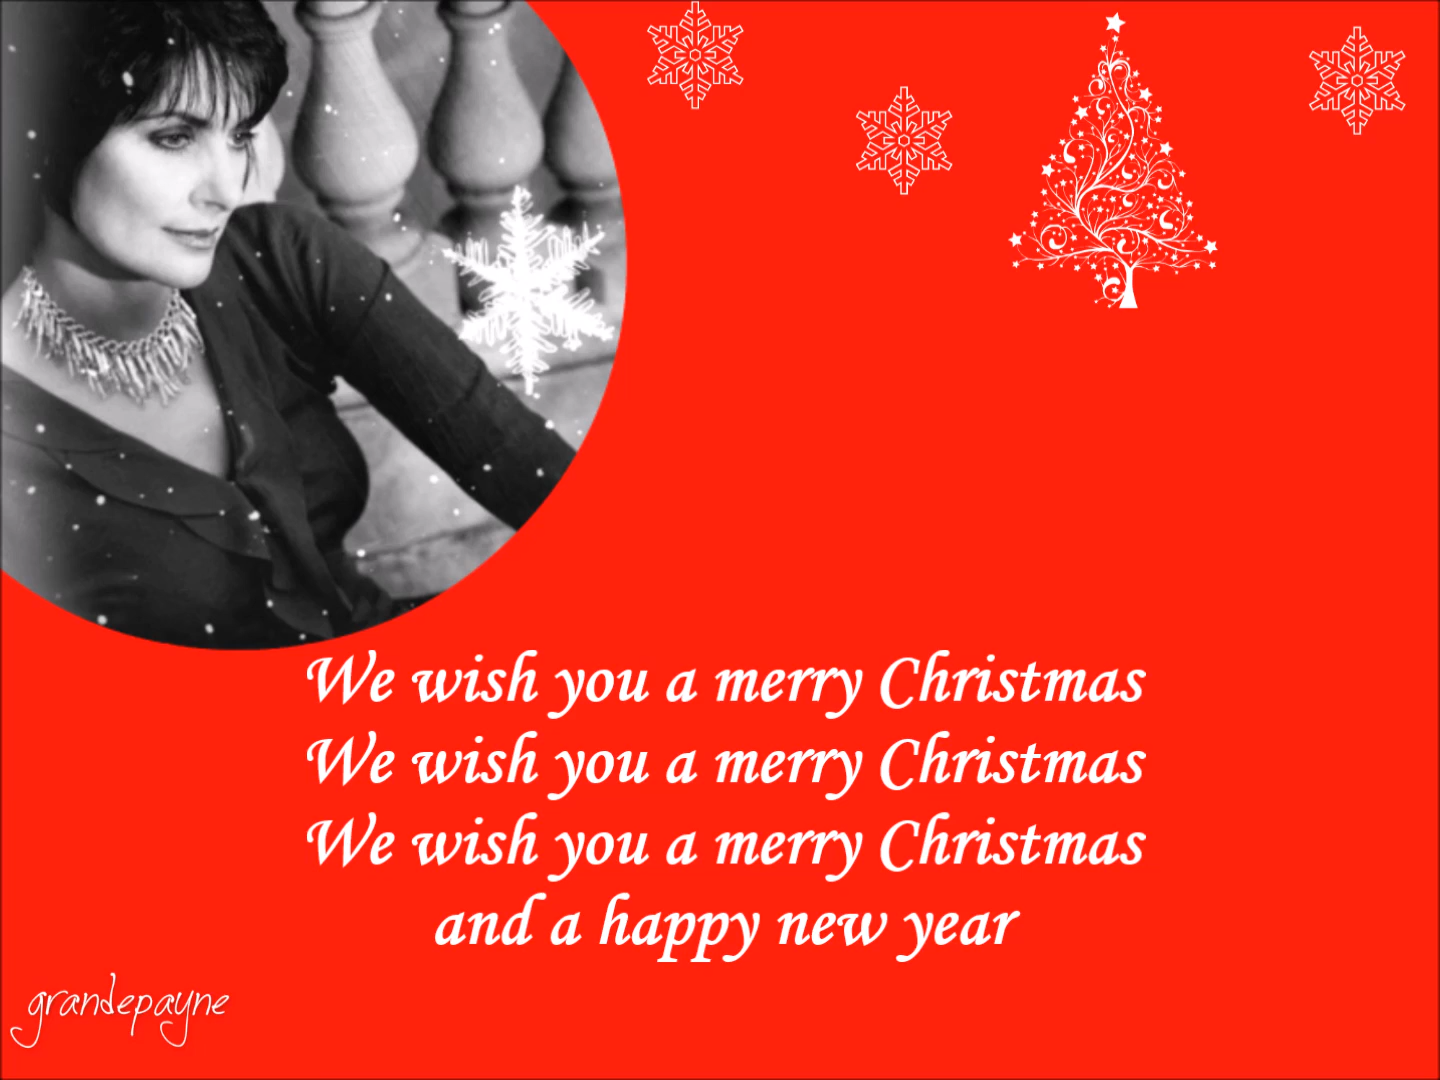 We wish you a merry Christmas
We wish you a merry Christmas
We wish you a merry Christmas
and a happy new year
grandepayne